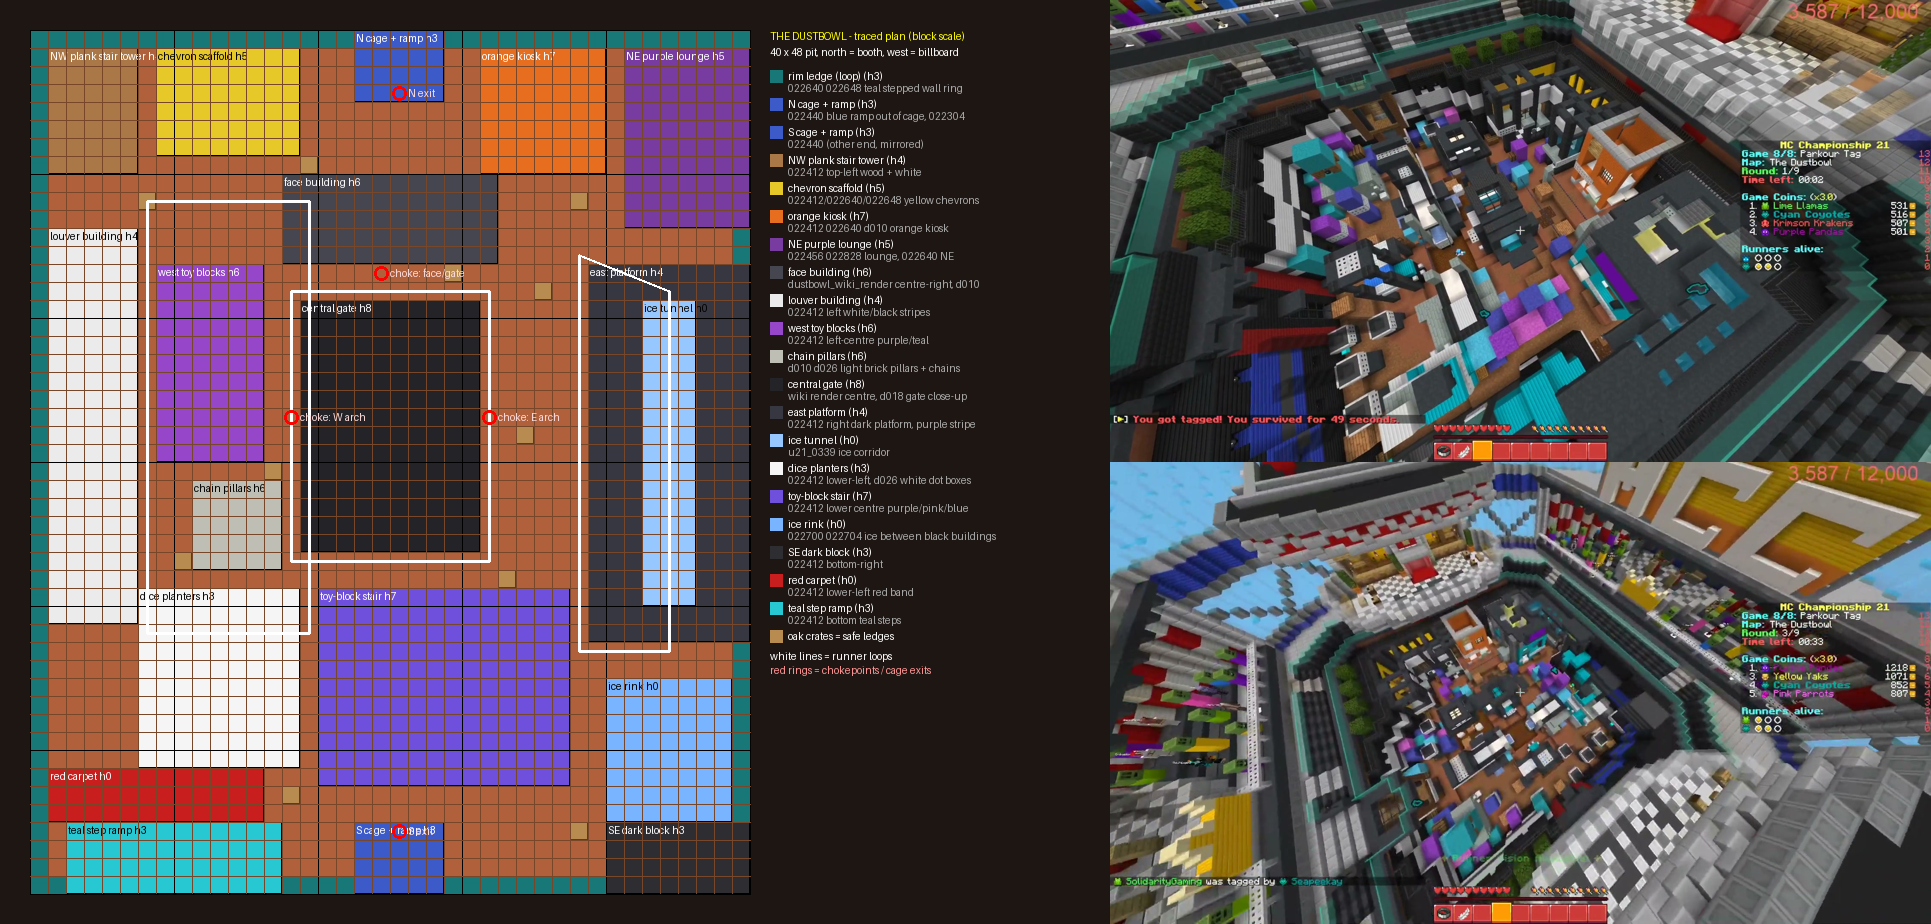 N cage + ramp h3
NW plank stair tower h
chevron scaffold h5
orange kiosk h7
NE purple lounge h5
N exit
face building h6
louver building h4
west toy blocks h6
choke: face/gate
east platform h4
central gate h8
ice tunnel h0
choke: W arch
choke: E arch
chain pillars h6
dice planters h3
toy-block stair h7
ice rink h0
red carpet h0
teal step ramp h3
S cage + ramp h3
SE dark block h3
THE DUSTBOWL - traced plan (block scale)
40 x 48 pit, north = booth, west = billboard
rim ledge (loop) (h3)
022640 022648 teal stepped wall ring
N cage + ramp (h3)
022440 blue ramp out of cage, 022304
S cage + ramp (h3)
022440 (other end, mirrored)
NW plank stair tower (h4)
022412 top-left wood + white
chevron scaffold (h5)
022412/022640/022648 yellow chevrons
orange kiosk (h7)
022412 022640 d010 orange kiosk
NE purple lounge (h5)
022456 022828 lounge, 022640 NE
face building (h6)
dustbowl_wiki_render centre-right, d010
louver building (h4)
022412 left white/black stripes
west toy blocks (h6)
022412 left-centre purple/teal
chain pillars (h6)
d010 d026 light brick pillars + chains
central gate (h8)
wiki render centre, d018 gate close-up
east platform (h4)
022412 right dark platform, purple stripe
ice tunnel (h0)
u21_0339 ice corridor
dice planters (h3)
022412 lower-left, d026 white dot boxes
toy-block stair (h7)
022412 lower centre purple/pink/blue
ice rink (h0)
022700 022704 ice between black buildings
SE dark block (h3)
022412 bottom-right
red carpet (h0)
022412 lower-left red band
teal step ramp (h3)
022412 bottom teal steps
oak crates = safe ledges
white lines = runner loops
red rings = chokepoints / cage exits
3,587 / 12,000
MC Championship 21
Game 8/8: Parkour Tag
Map: The Dustbowl
Round: 1/9
Time left: 00:02
Game Coins: (x3.0)
1. Lime Llamas 531
2. Cyan Coyotes 516
3. Krimson Krakens 507
4. Purple Pandas 501
Runners alive:
[►] You got tagged! You survived for 49 seconds.
3,587 / 12,000
MC Championship 21
Game 8/8: Parkour Tag
Map: The Dustbowl
Round: 3/9
Time left: 00:33
Game Coins: (x3.0)
1. 1218
3. Yellow Yaks 1071
4. Cyan Coyotes 852
5. Pink Parrots 807
Runners alive:
SolidarityGaming was tagged by Seapeekay
MCC